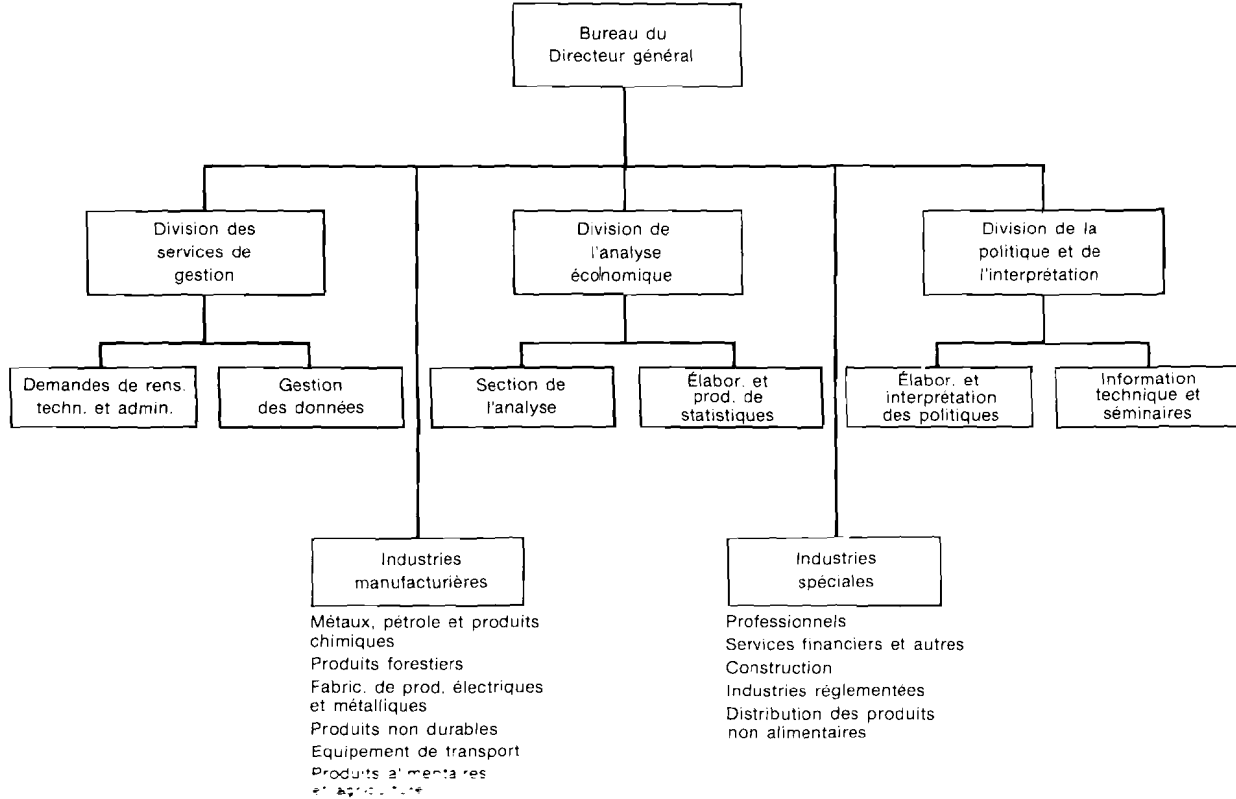 Bureau du
Directeur général
Division des
services de
gestion
Division de
l'analyse
économique
Division de la
politique et de
l'interprétation
Demandes de rens.
techn. et admin.
Gestion
des données
Section de
l'analyse
Élabor. et
prod. de
statistiques
Élabor. et
interprétation
des politiques
Information
technique et
séminaires
Industries
manufacturières
Métaux, pétrole et produits
chimiques
Produits forestiers
Fabric. de prod. électriques
et métalliques
Produits non durables
Equipement de transport
Produits alimentaires
et agriculture
Industries
spéciales
Professionnels
Services financiers et autres
Construction
Industries réglementées
Distribution des produits
non alimentaires